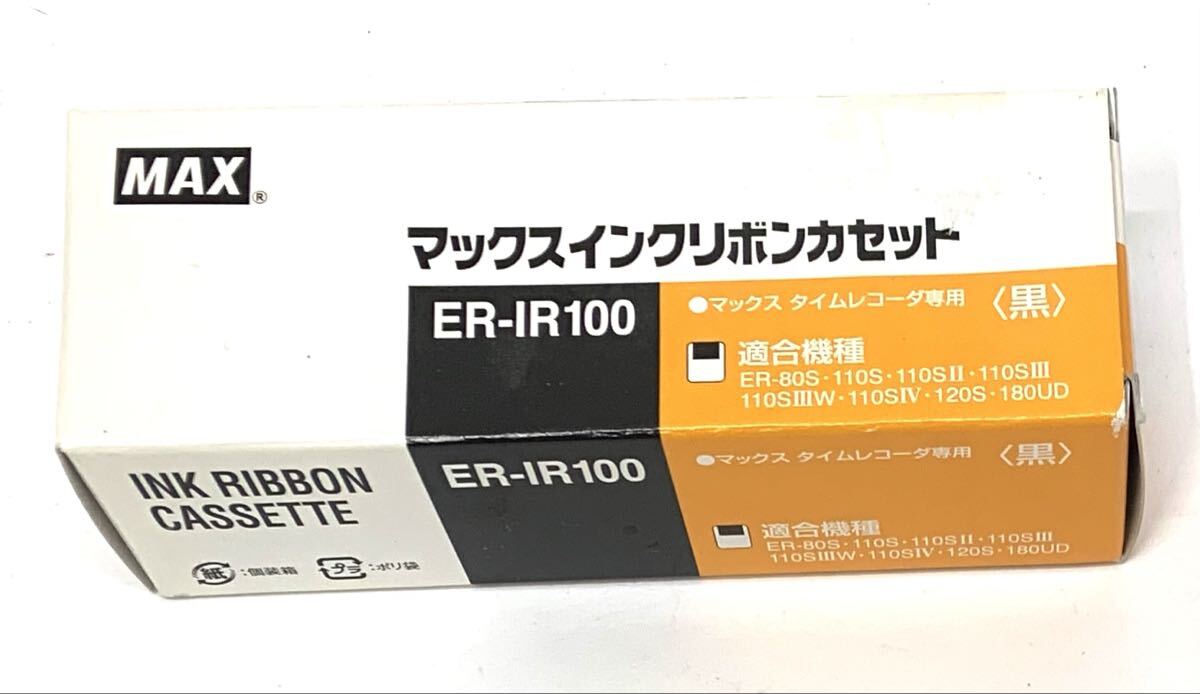 MAX®
マックスインクリボンカセット
ER-IR100
●マックス タイムレコーダ専用 〈黒〉
適合機種
ER-80S・110S・110SⅡ・110SⅢ
110SⅢW・110SⅣ・120S・180UD
INK RIBBON
CASSETTE
紙:個装箱 プラ:ポリ袋
ER-IR100
●マックス タイムレコーダ専用 〈黒〉
適合機種
ER-80S・110S・110SⅡ・110SⅢ
110SⅢW・110SⅣ・120S・180UD